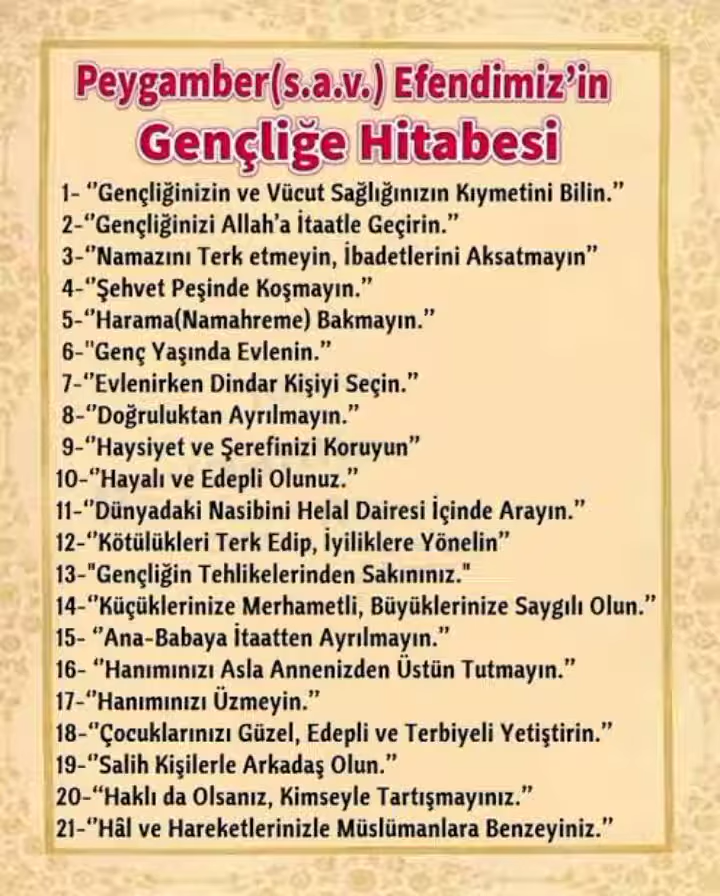 Peygamber(s.a.v.) Efendimiz’in
Gençliğe Hitabesi
1- “Gençliğinizin ve Vücut Sağlığınızın Kıymetini Bilin.”
2-“Gençliğinizi Allah’a İtaatle Geçirin.”
3-“Namazını Terk etmeyin, İbadetlerini Aksatmayın”
4-“Şehvet Peşinde Koşmayın.”
5-“Harama(Namahreme) Bakmayın.”
6-"Genç Yaşında Evlenin.”
7-“Evlenirken Dindar Kişiyi Seçin.”
8-“Doğruluktan Ayrılmayın.”
9-“Haysiyet ve Şerefinizi Koruyun”
10-“Hayalı ve Edepli Olunuz.”
11-“Dünyadaki Nasibini Helal Dairesi İçinde Arayın.”
12-“Kötülükleri Terk Edip, İyiliklere Yönelin”
13-"Gençliğin Tehlikelerinden Sakınınız."
14-“Küçüklerinize Merhametli, Büyüklerinize Saygılı Olun.”
15- “Ana-Babaya İtaatten Ayrılmayın.”
16- “Hanımınızı Asla Annenizden Üstün Tutmayın.”
17-“Hanımınızı Üzmeyin.”
18-“Çocuklarınızı Güzel, Edepli ve Terbiyeli Yetiştirin.”
19-“Salih Kişilerle Arkadaş Olun.”
20-“Haklı da Olsanız, Kimseyle Tartışmayınız.”
21-“Hâl ve Hareketlerinizle Müslümanlara Benzeyiniz.”